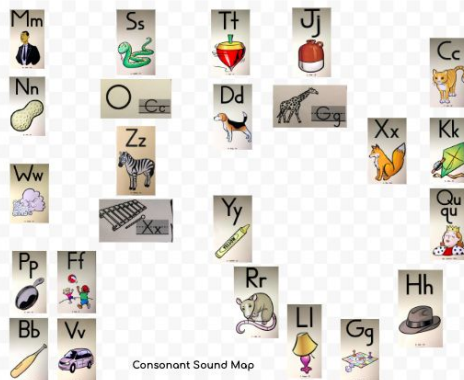 Mm
Ss
Tt
Jj
Cc
Nn
Cc
Dd
Gg
Zz
Xx
Kk
Ww
Xx
Yy
Qu
qu
Pp
Ff
Rr
Hh
Bb
Vv
Ll
Gg
Consonant Sound Map